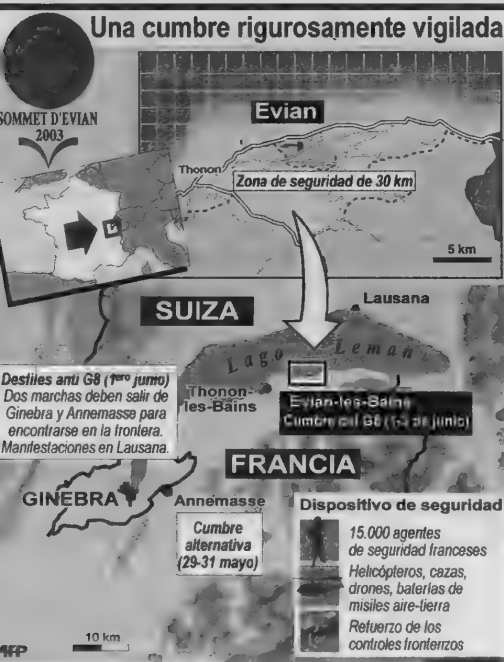 Una cumbre rigurosamente vigilada
SOMMET D'EVIAN
2003
Evian
Thonon
Zona de seguridad de 30 km
5 km
SUIZA
Lausana
Lago Leman
Desfiles anti G8 (1ero junio)
Dos marchas deben salir de
Ginebra y Annemasse para
encontrarse en la frontera.
Manifestaciones en Lausana.
Thonon-
les-Bains
Evian-les-Bains
Cumbre del G8 (1-3 de junio)
FRANCIA
GINEBRA
Annemasse
Cumbre
alternativa
(29-31 mayo)
Dispositivo de seguridad
15.000 agentes
de seguridad franceses
Helicópteros, cazas,
drones, baterías de
misiles aire-tierra
Refuerzo de los
controles fronterizos
10 km
AFP